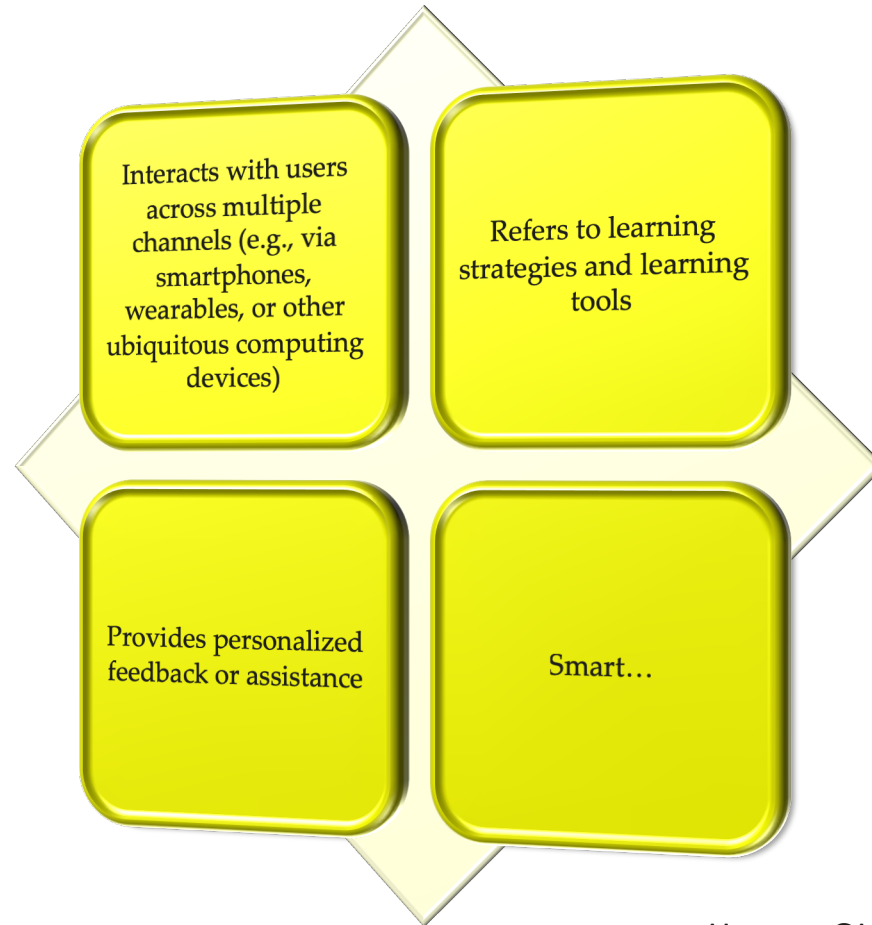 Interacts with users
across multiple
channels (e.g., via
smartphones,
wearables, or other
ubiquitous computing
devices)
Refers to learning
strategies and learning
tools
Provides personalized
feedback or assistance
Smart…